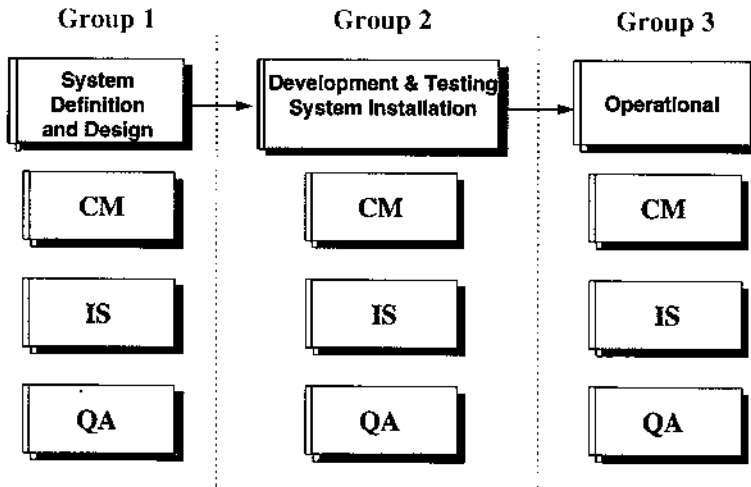 Group 1
Group 2
Group 3
System
Definition
and Design
Development & Testing
System Installation
Operational
CM
CM
CM
IS
IS
IS
QA
QA
QA